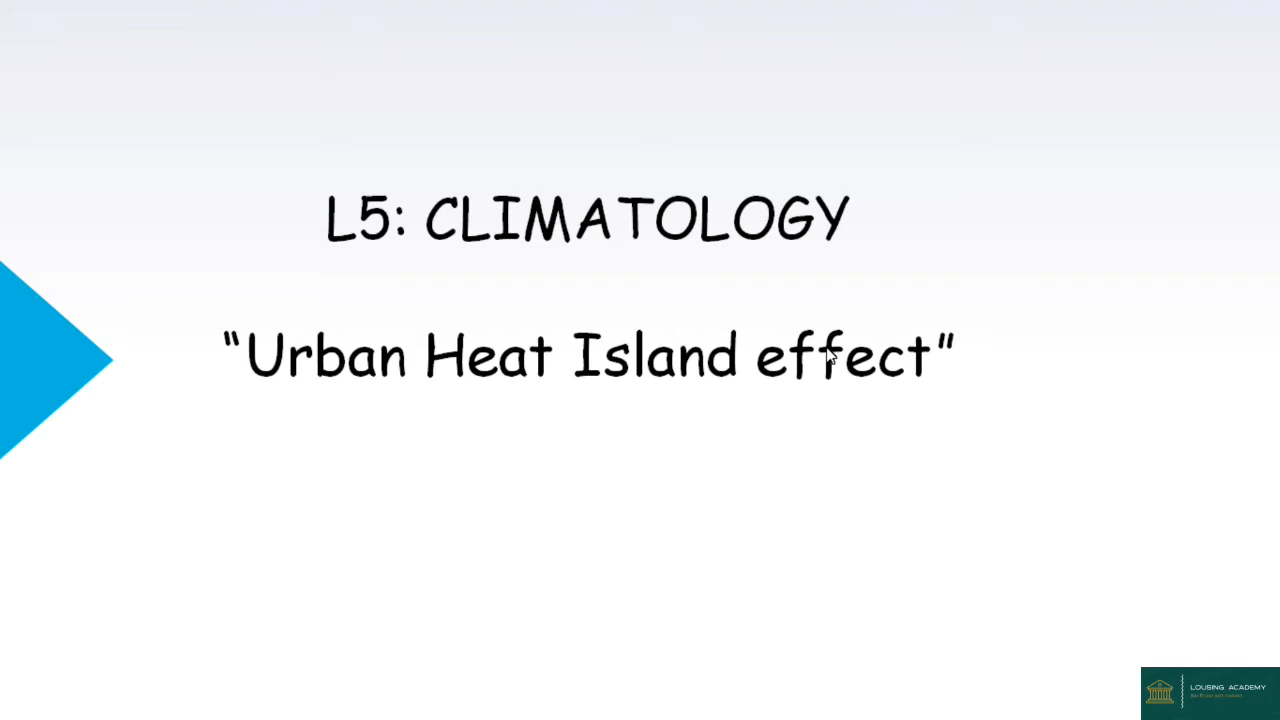 L5: CLIMATOLOGY
“Urban Heat Island effect”
LOUSING ACADEMY